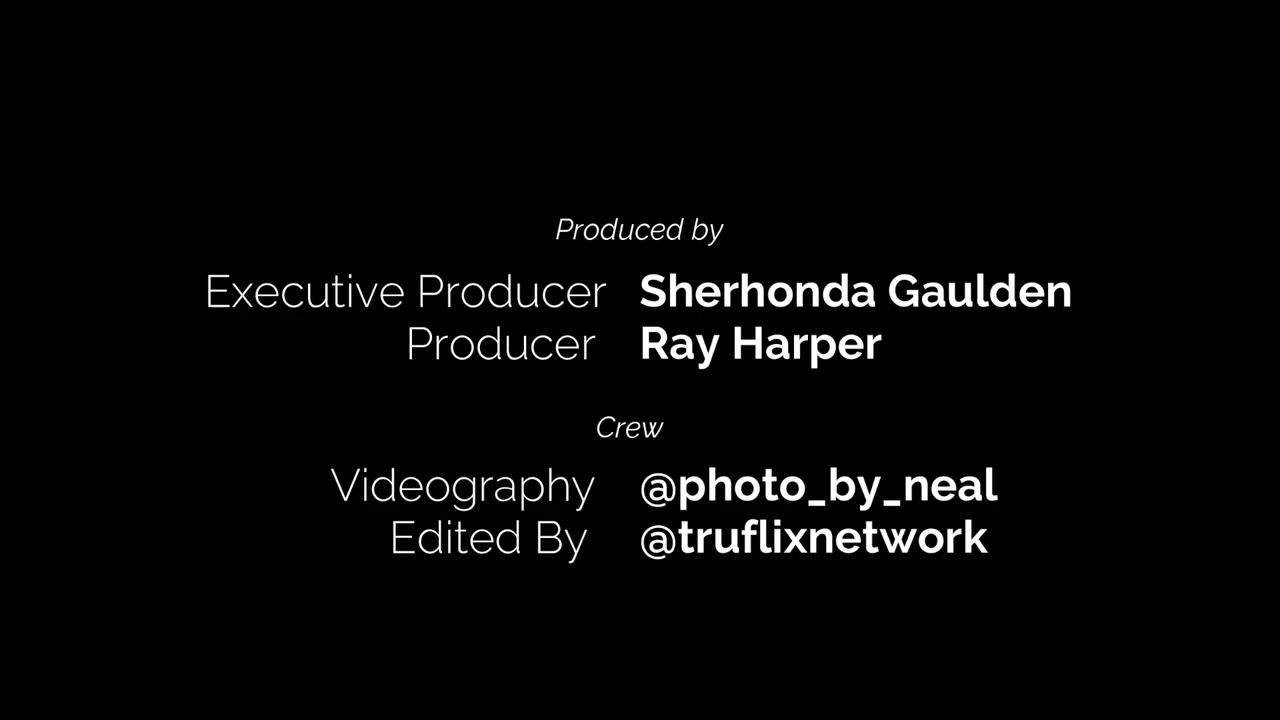 Produced by
Executive Producer Sherhonda Gaulden
Producer Ray Harper
Crew
Videography @photo_by_neal
Edited By @truflixnetwork